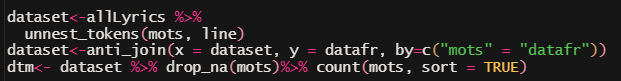 dataset<-allLyrics %>%
  unnest_tokens(mots, line)
dataset<-anti_join(x = dataset, y = datafr, by=c("mots" = "datafr"))
dtm<- dataset %>% drop_na(mots)%>% count(mots, sort = TRUE)